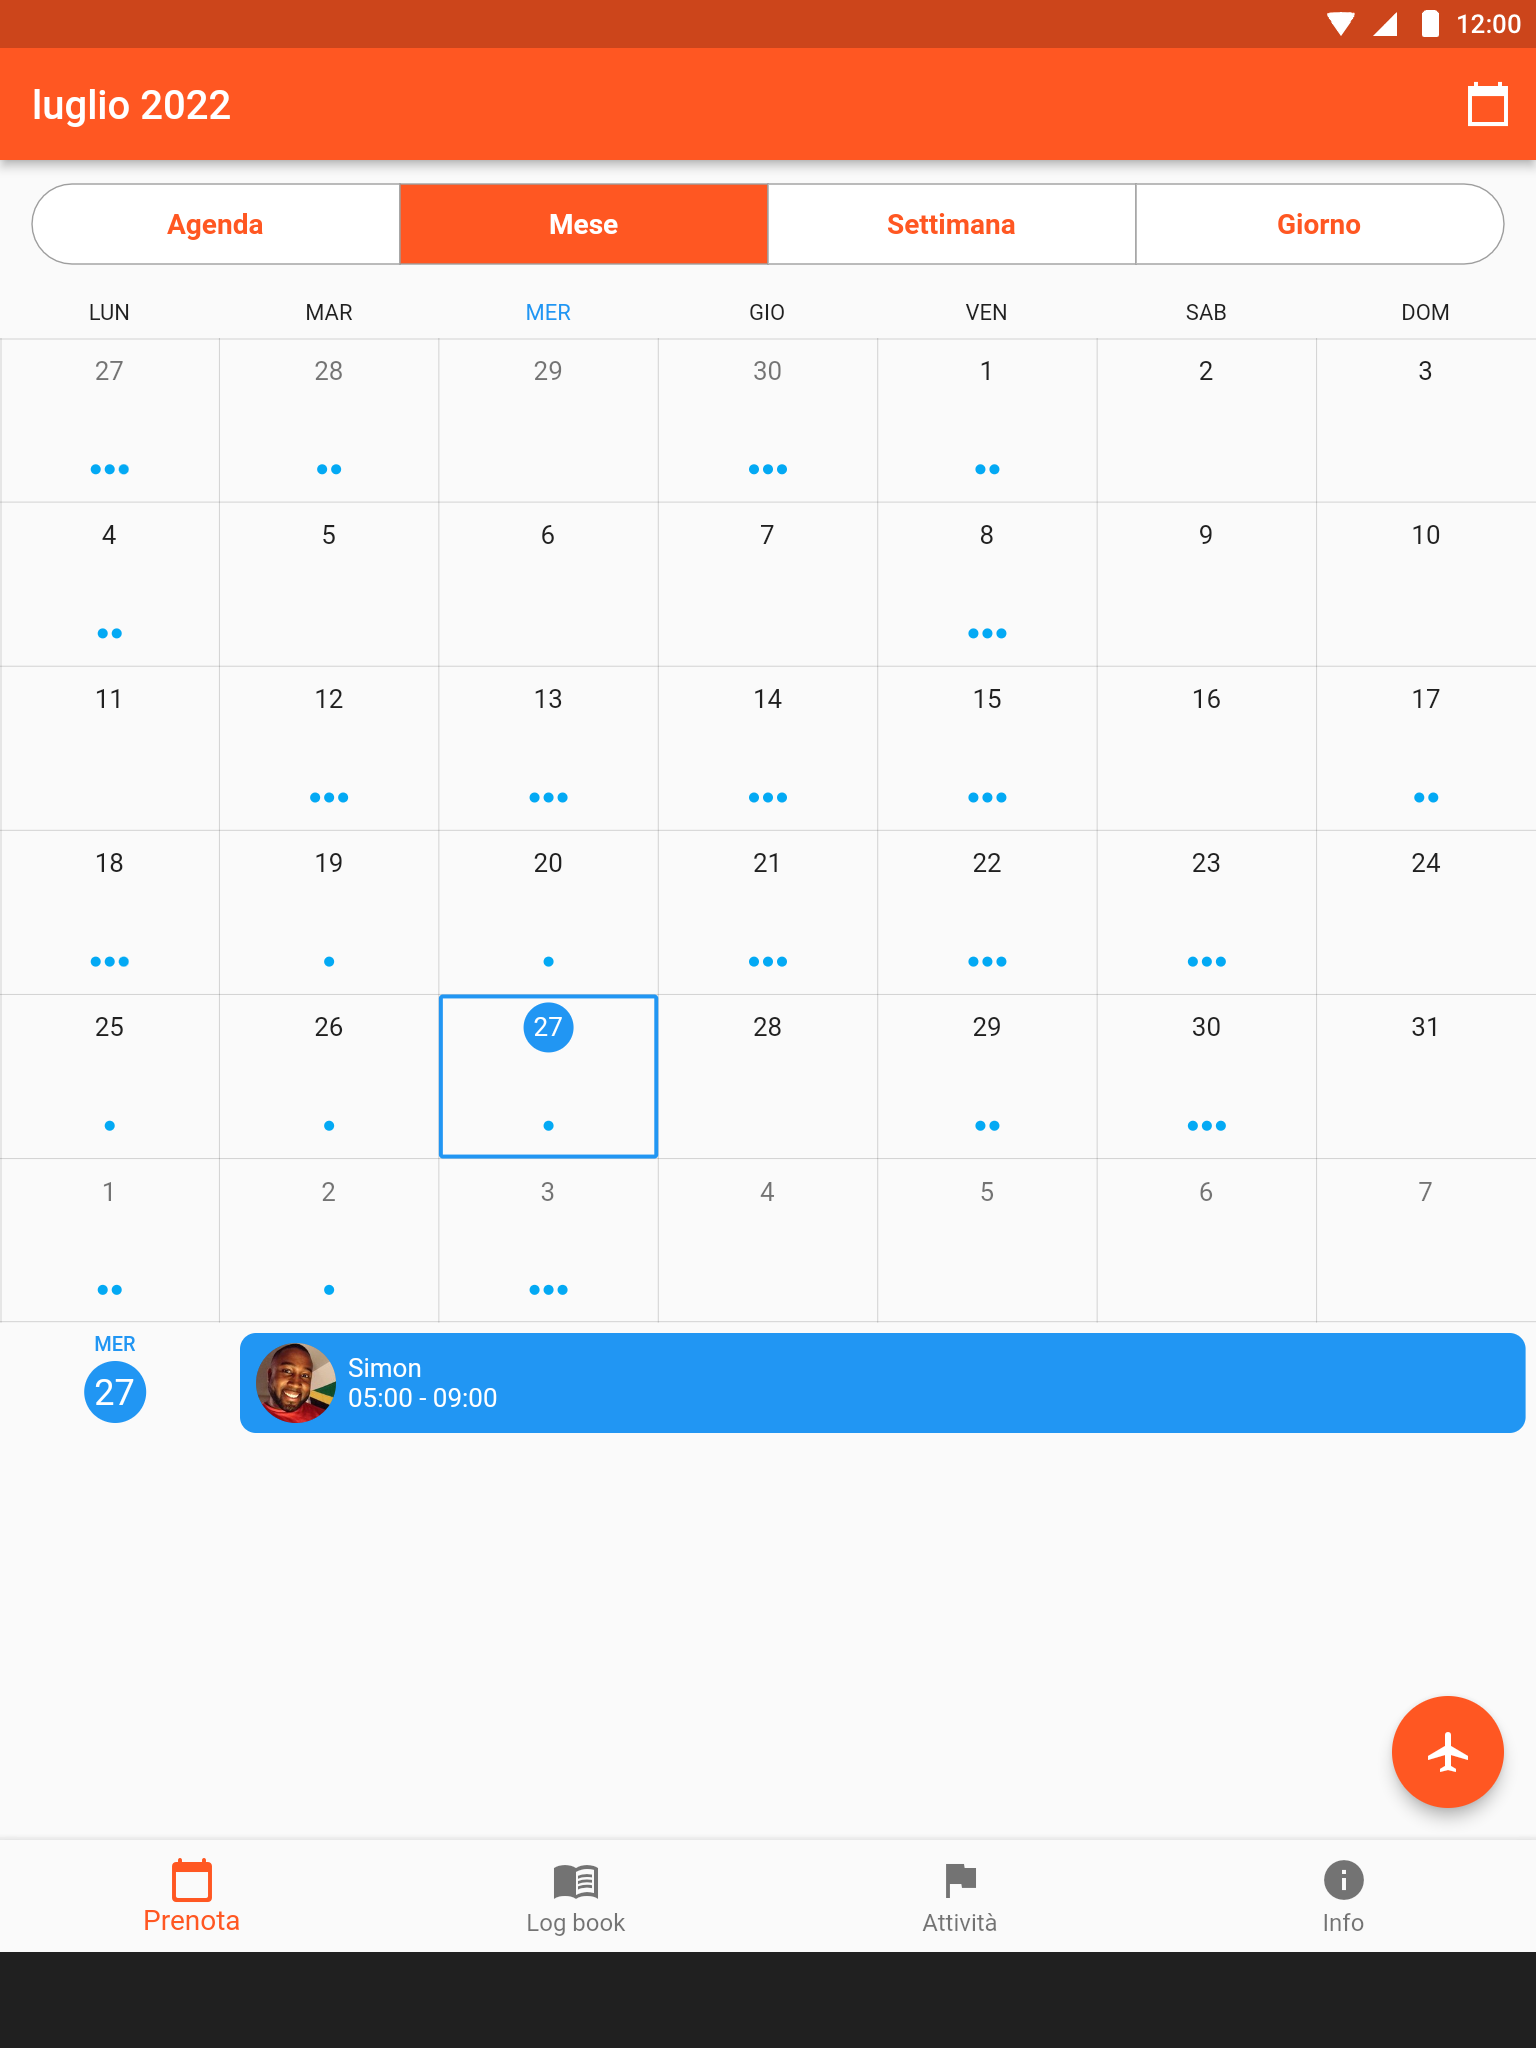 12:00
luglio 2022
Agenda Mese Settimana Giorno
LUN MAR MER GIO VEN SAB DOM
27 28 29 30 1 2 3
4 5 6 7 8 9 10
11 12 13 14 15 16 17
18 19 20 21 22 23 24
25 26 27 28 29 30 31
1 2 3 4 5 6 7
MER
27
Simon
05:00 - 09:00
Prenota Log book Attività Info